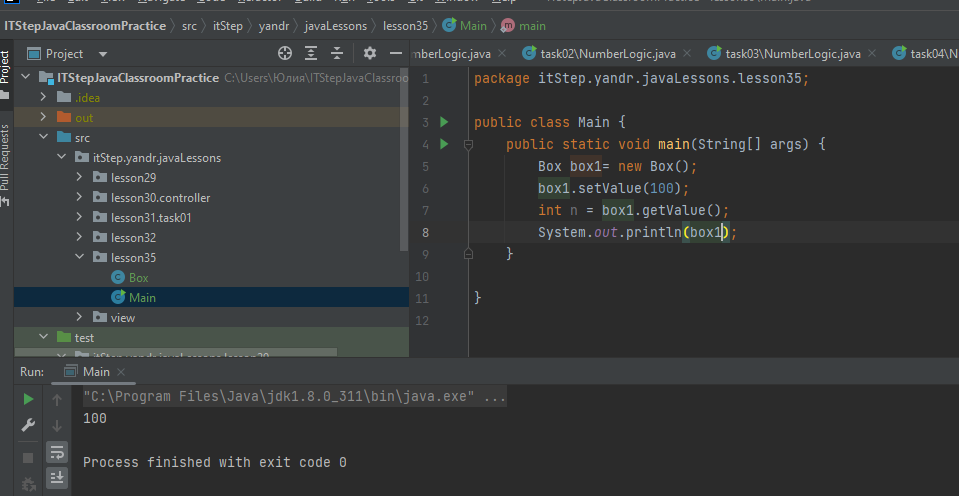 ITStepJavaClassroomPractice > src > itStep > yandr > javaLessons > lesson35 > Main > main
Project
Pull Requests
Project
ITStepJavaClassroomPractice C:\Users\Юлия\ITStepJavaClassroom
.idea
out
src
itStep.yandr.javaLessons
lesson29
lesson30.controller
lesson31.task01
lesson32
lesson35
Box
Main
view
test
mberLogic.java task02\NumberLogic.java task03\NumberLogic.java task04\N
1 package itStep.yandr.javaLessons.lesson35;
2
3 public class Main {
4 public static void main(String[] args) {
5 Box box1= new Box();
6 box1.setValue(100);
7 int n = box1.getValue();
8 System.out.println(box1);
9 }
10
11 }
12
Run: Main
"C:\Program Files\Java\jdk1.8.0_311\bin\java.exe" ...
100
Process finished with exit code 0